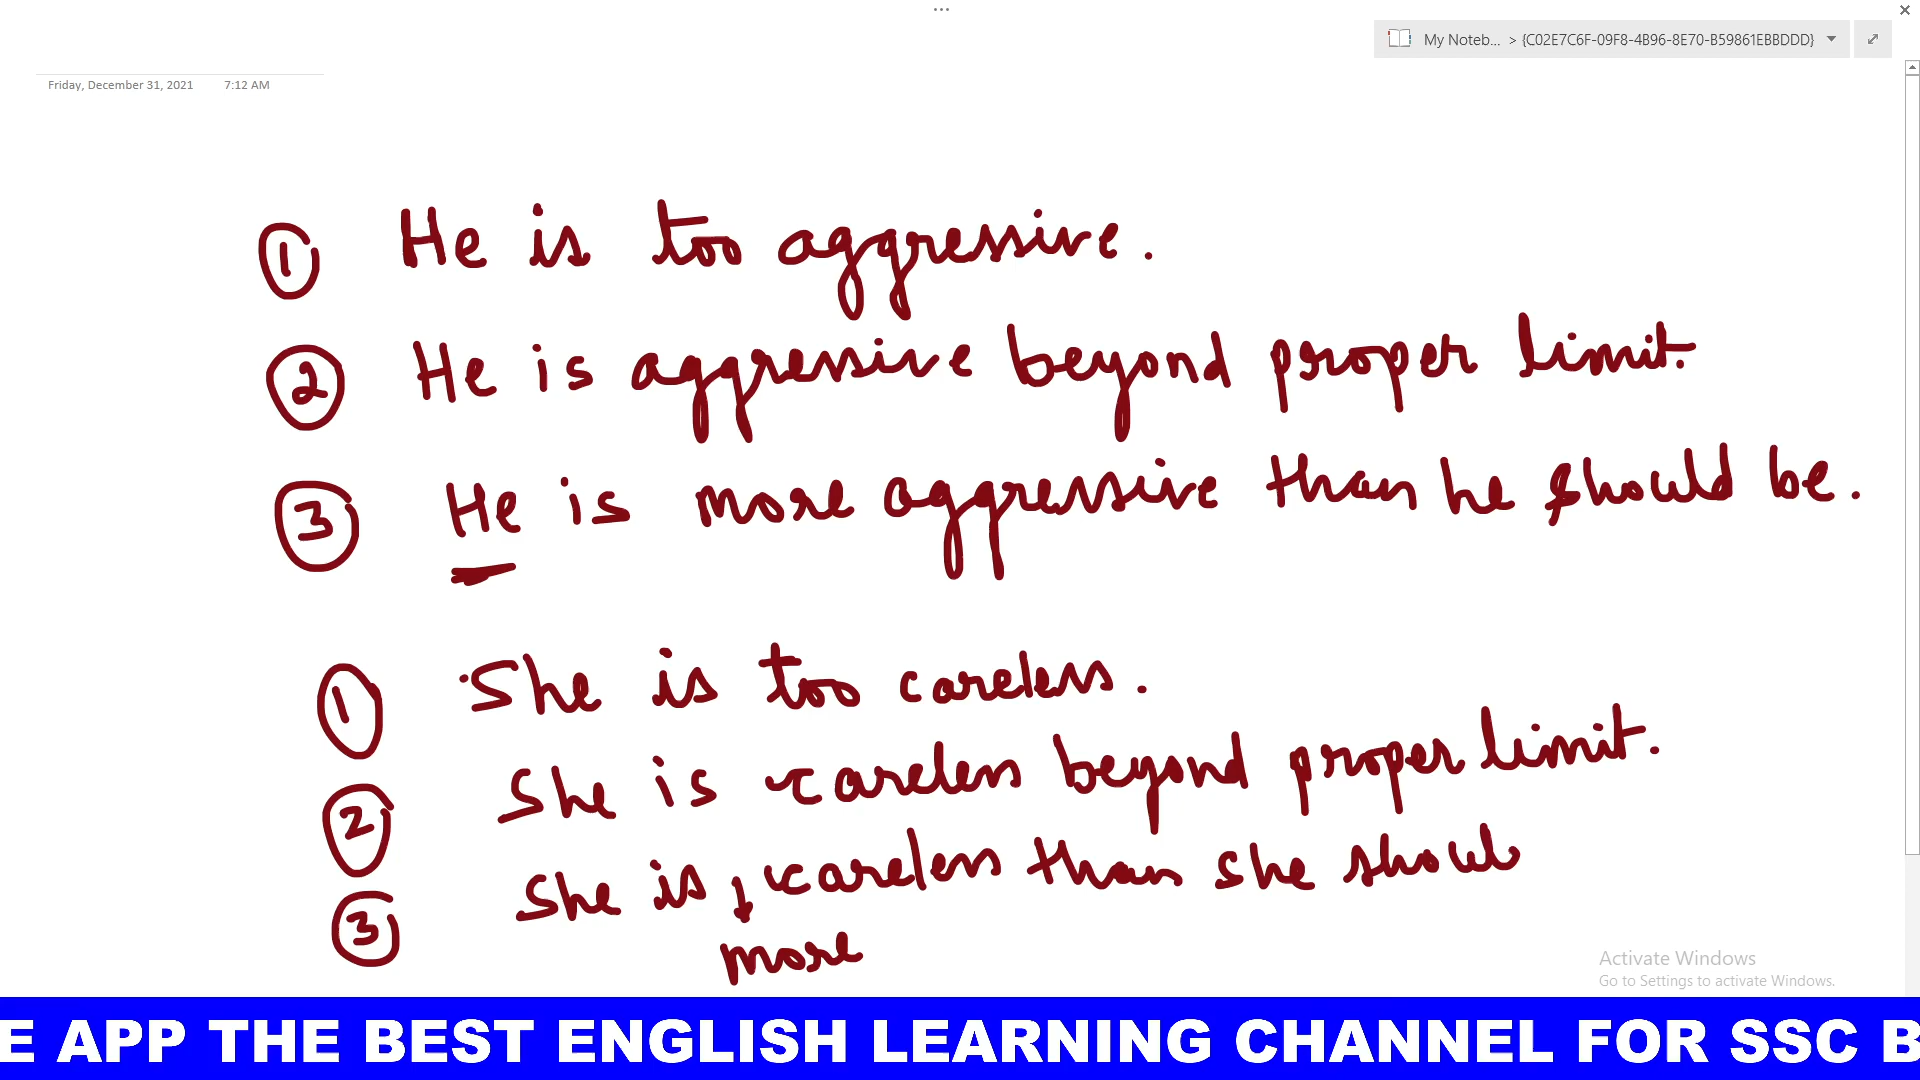 ...
×
My Noteb... > {C02E7C6F-09F8-4B96-8E70-B59861EBBDDD}
Friday, December 31, 2021 7:12 AM
1 He is too aggressive.
2 He is aggressive beyond proper limit.
3 He is more aggressive than he should be.
1 She is too careless.
2 She is careless beyond proper limit.
3 She is careless than she shoul
more
Activate Windows
Go to Settings to activate Windows.
E APP THE BEST ENGLISH LEARNING CHANNEL FOR SSC B